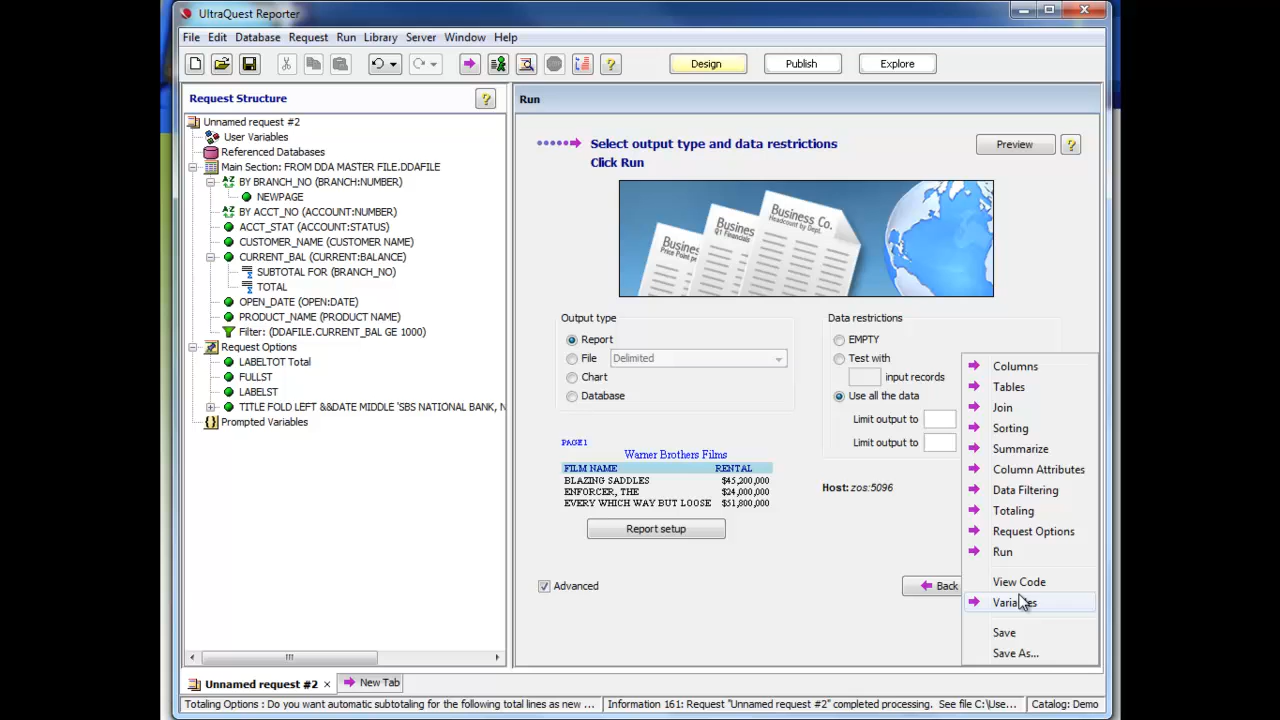 UltraQuest Reporter
File Edit Database Request Run Library Server Window Help
Design Publish Explore
Request Structure
Unnamed request #2
User Variables
Referenced Databases
Main Section: FROM DDA MASTER FILE.DDAFILE
BY BRANCH_NO (BRANCH:NUMBER)
NEWPAGE
BY ACCT_NO (ACCOUNT:NUMBER)
ACCT_STAT (ACCOUNT:STATUS)
CUSTOMER_NAME (CUSTOMER NAME)
CURRENT_BAL (CURRENT:BALANCE)
SUBTOTAL FOR (BRANCH_NO)
TOTAL
OPEN_DATE (OPEN:DATE)
PRODUCT_NAME (PRODUCT NAME)
Filter: (DDAFILE.CURRENT_BAL GE 1000)
Request Options
LABELTOT Total
FULLST
LABELST
TITLE FOLD LEFT &&DATE MIDDLE 'SBS NATIONAL BANK, N
Prompted Variables
Run
Select output type and data restrictions
Click Run
Preview
Business Co.
Headcount by Dept.
Busines
Q1 Financials
Busine
Price Point p
Output type
Report
File Delimited
Chart
Database
Data restrictions
EMPTY
Test with
input records
Use all the data
Limit output to
Limit output to
PAGE 1
Warner Brothers Films
FILM NAME RENTAL
BLAZING SADDLES $45,200,000
ENFORCER, THE $24,000,000
EVERY WHICH WAY BUT LOOSE $51,800,000
Report setup
Host: zos:5096
Advanced
Back
Columns
Tables
Join
Sorting
Summarize
Column Attributes
Data Filtering
Totaling
Request Options
Run
View Code
Variables
Save
Save As...
Unnamed request #2 × New Tab
Totaling Options : Do you want automatic subtotaling for the following total lines as new ... Information 161: Request "Unnamed request #2" completed processing. See file C:\Use... Catalog: Demo